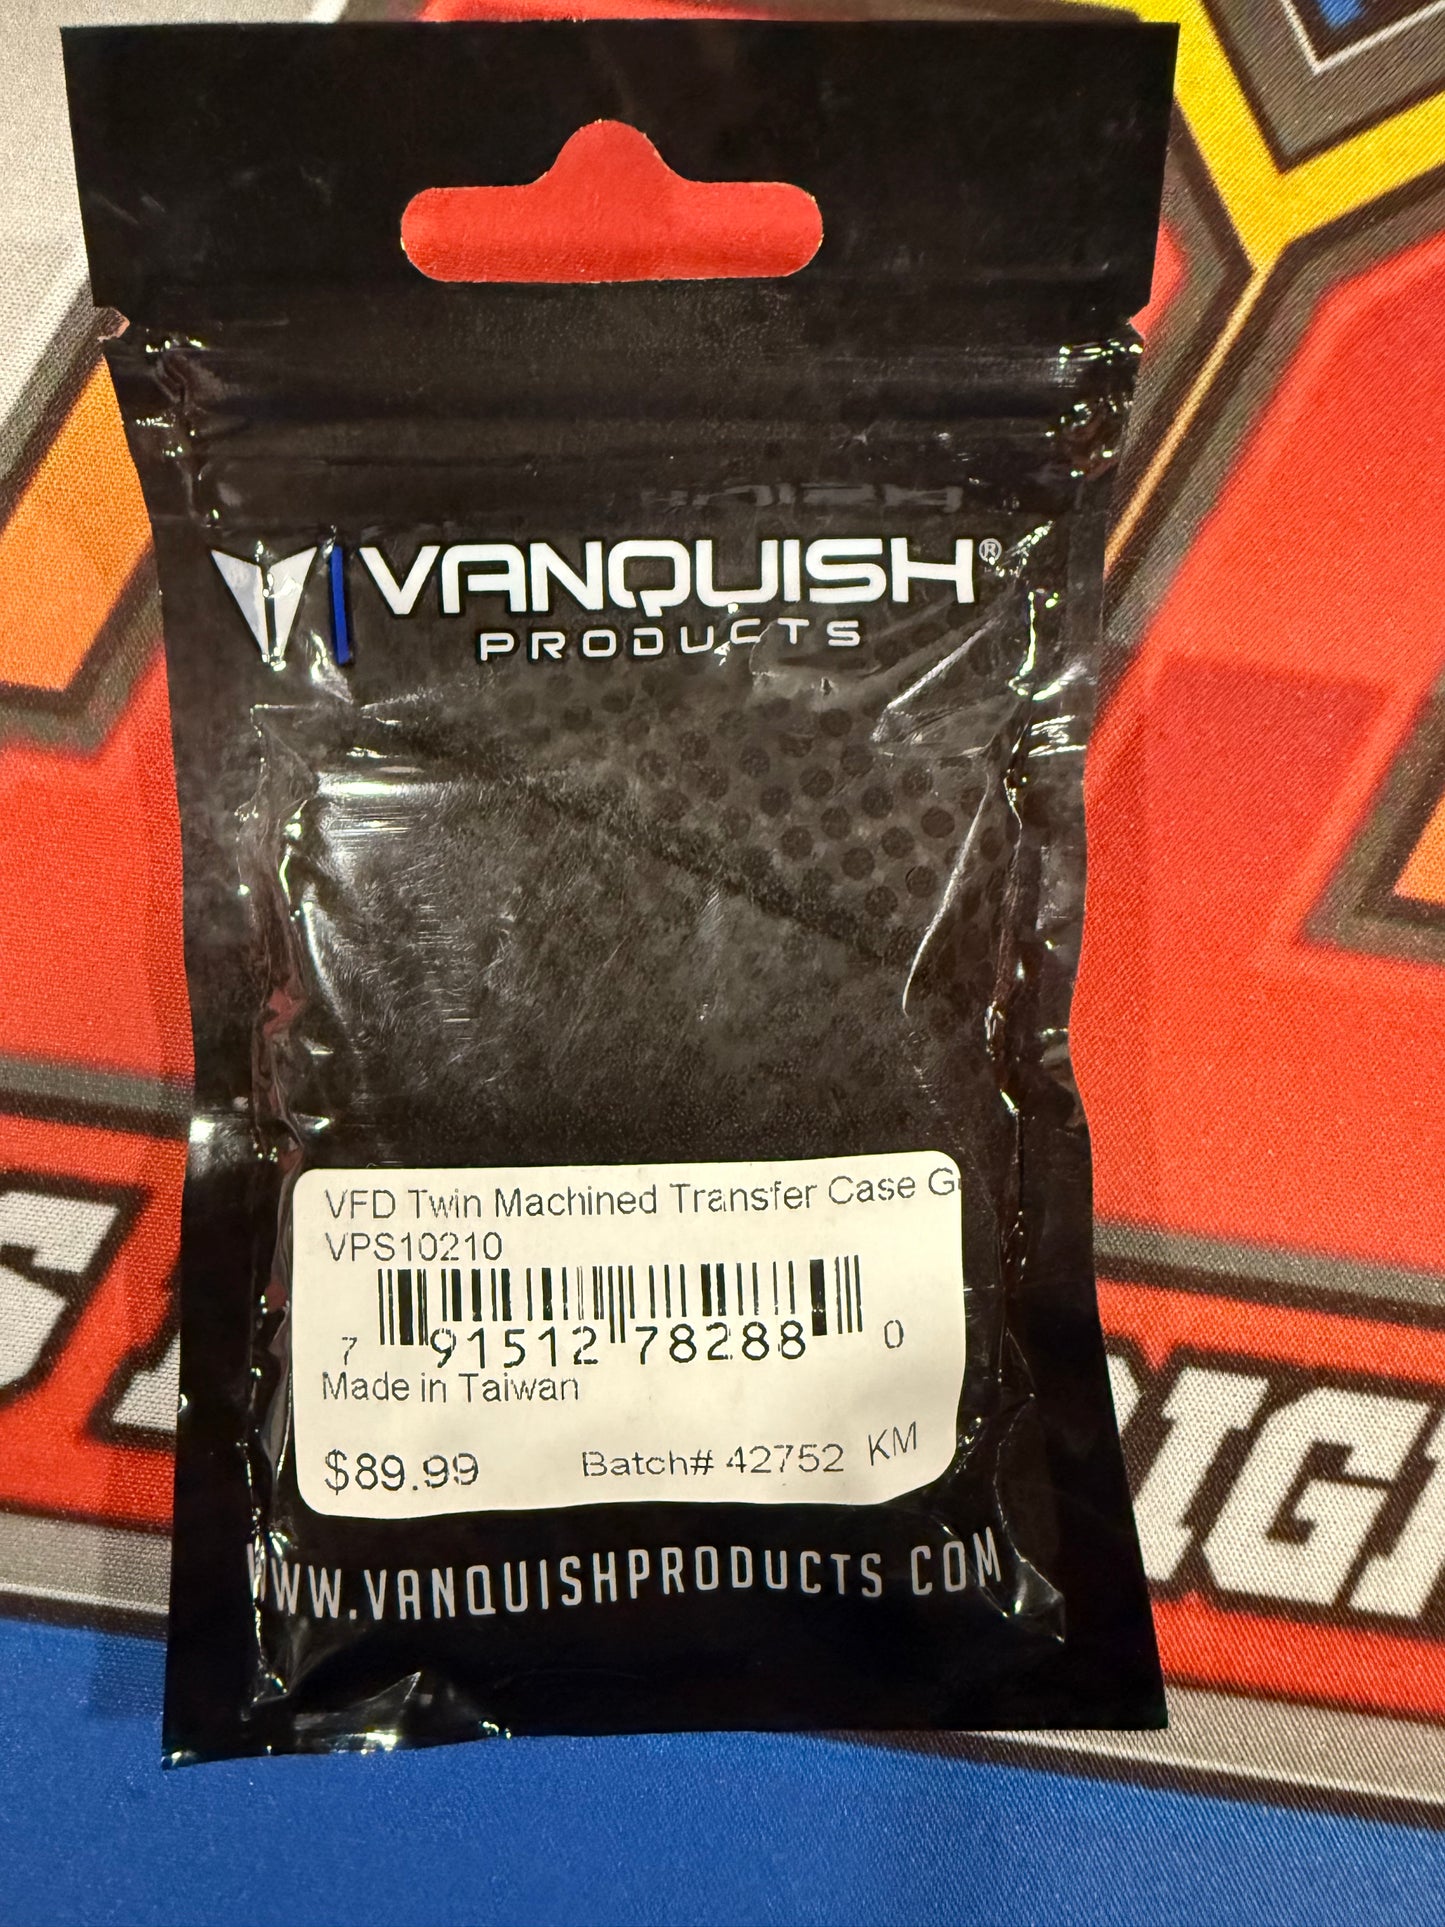 VANQUISH®
PRODUCTS
VFD Twin Machined Transfer Case
VPS10210
7 91512 78288 0
Made in Taiwan
$89.99 Batch# 42752 KM
WWW.VANQUISHPRODUCTS.COM